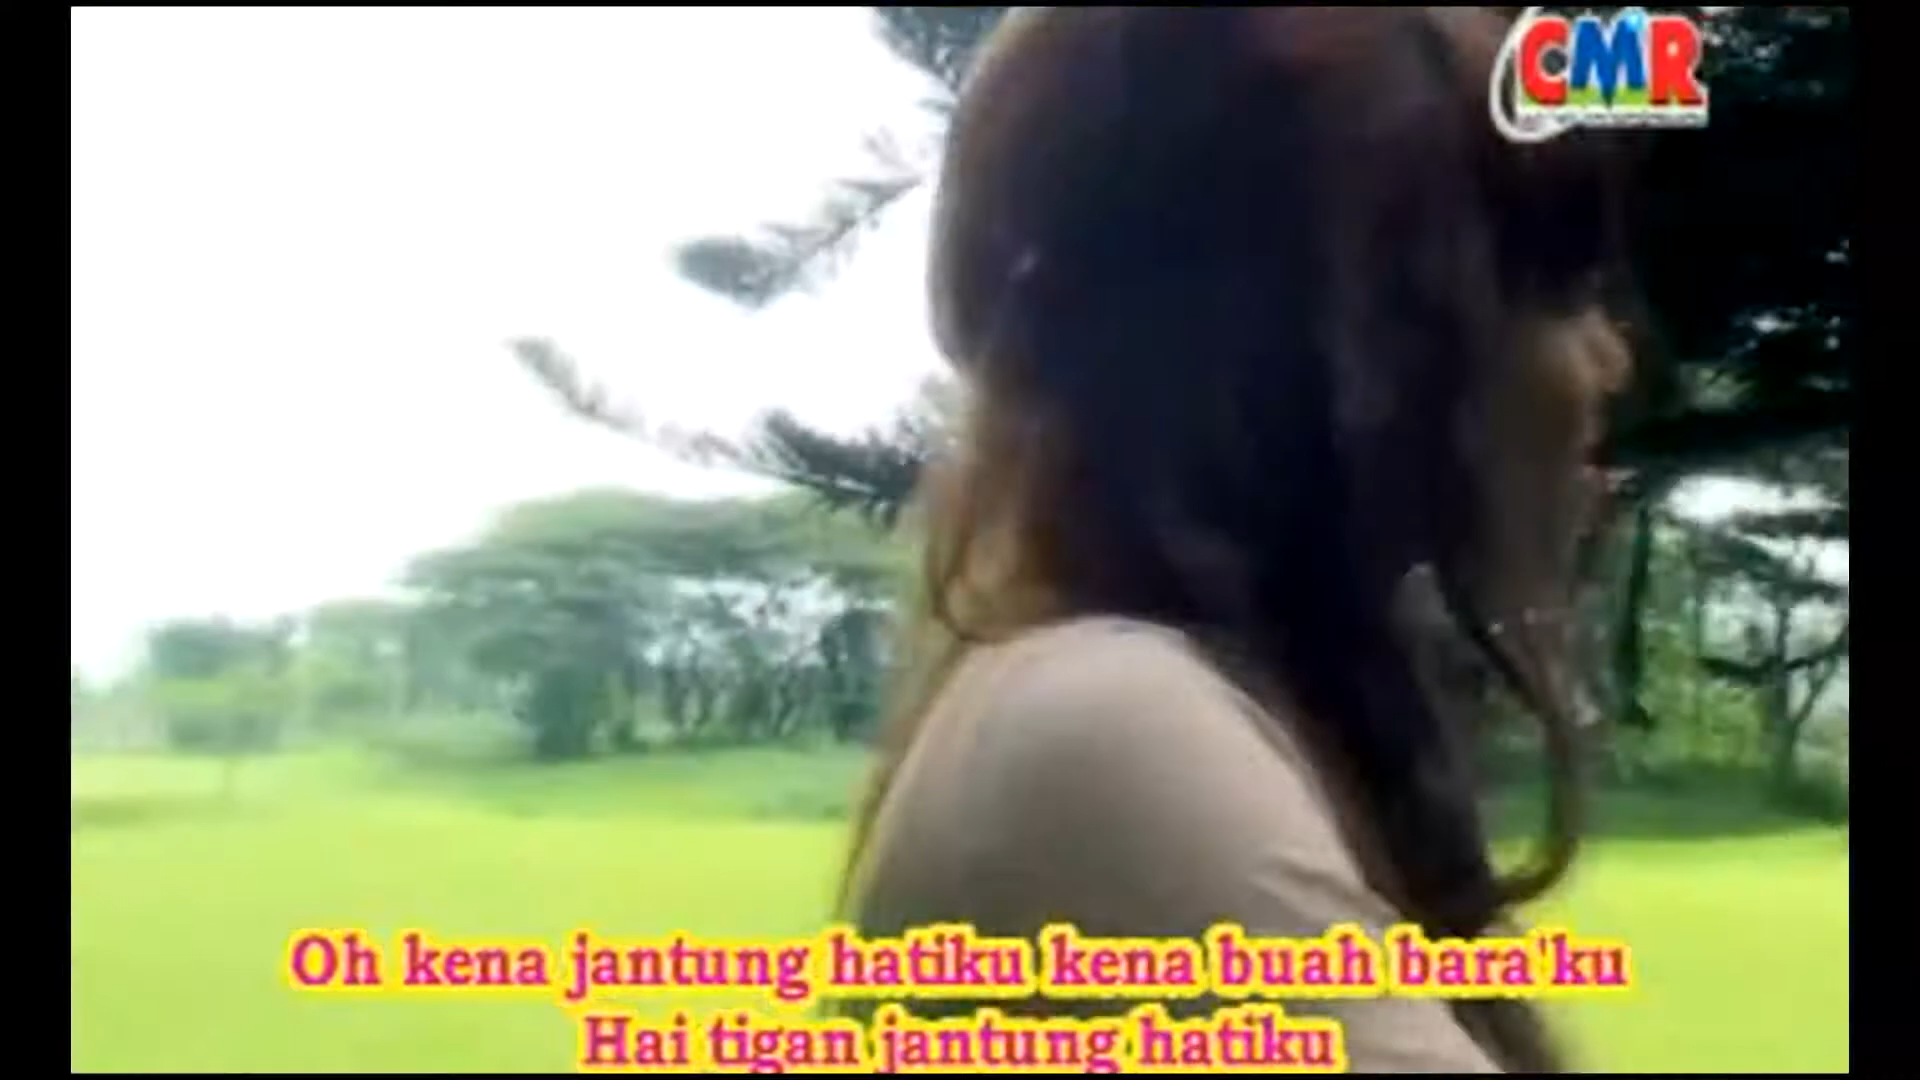 CMR
Oh kena jantung hatiku kena buah bara'ku
Hai tigan jantung hatiku